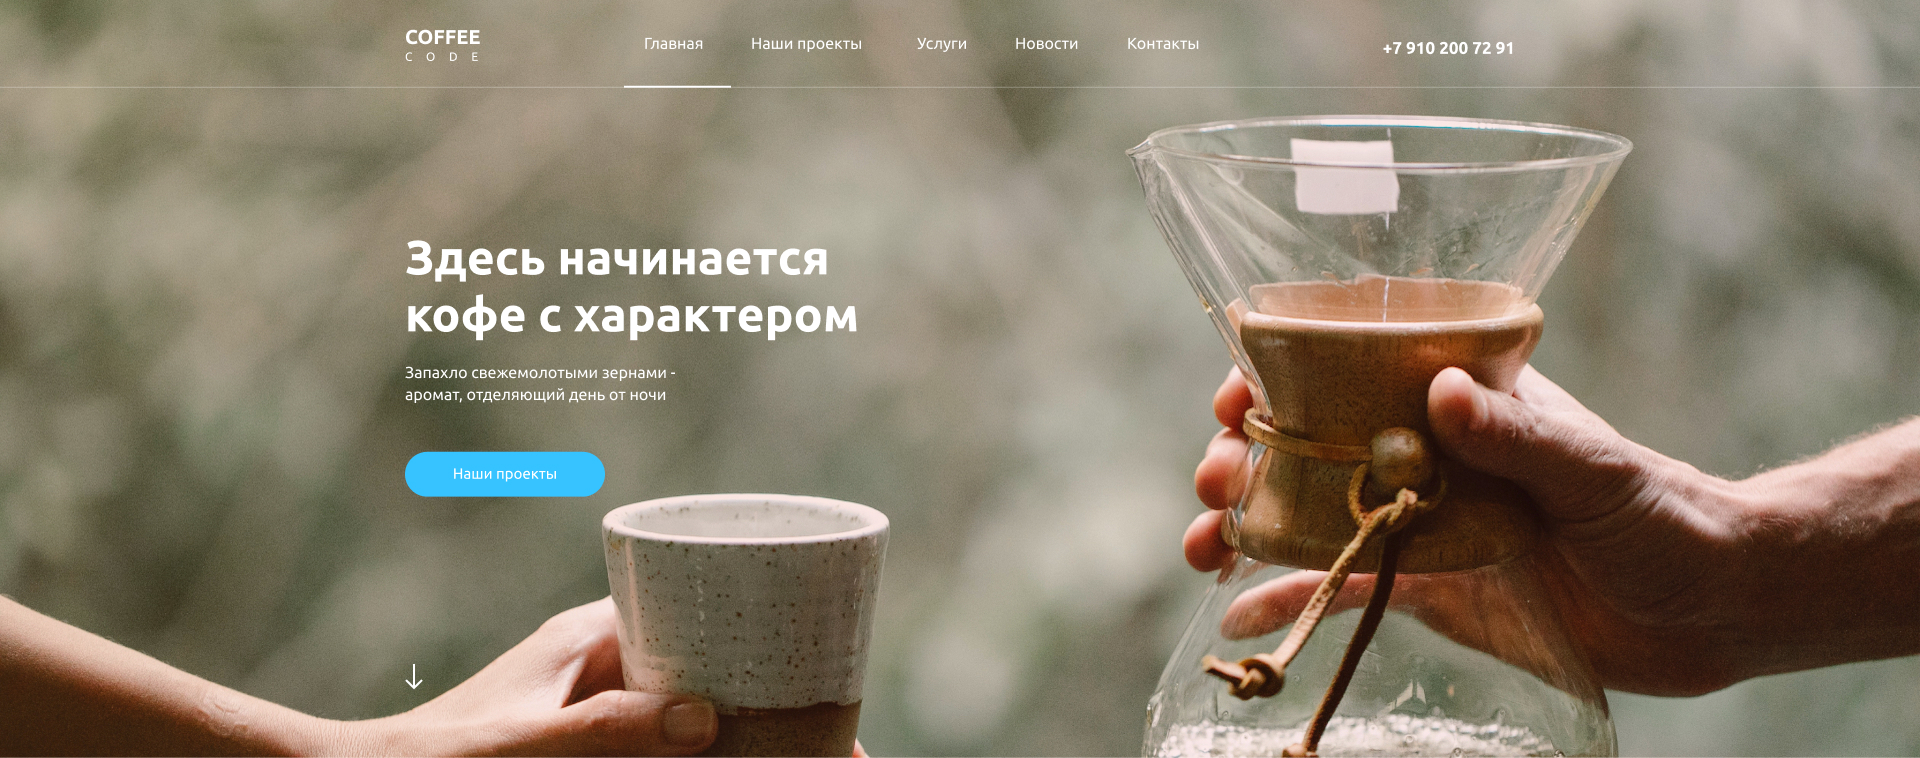 COFFEE
CODE
Главная
Наши проекты
Услуги
Новости
Контакты
+7 910 200 72 91
Здесь начинается
кофе с характером
Запахло свежемолотыми зернами -
аромат, отделяющий день от ночи
Наши проекты